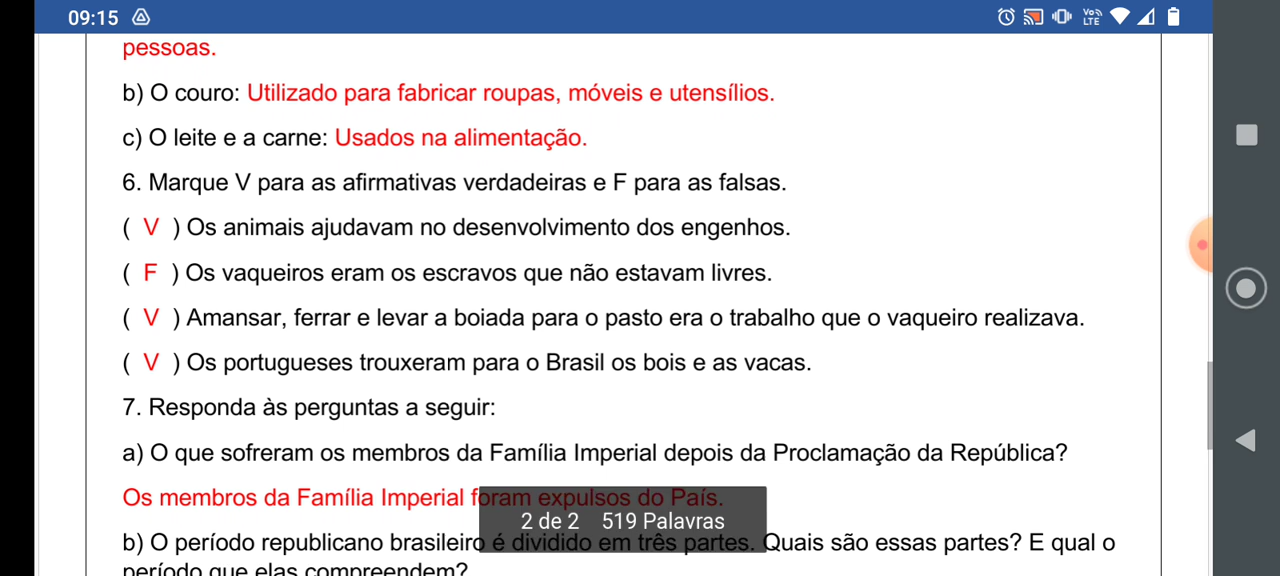 09:15
Vo LTE
pessoas.
b) O couro: Utilizado para fabricar roupas, móveis e utensílios.
c) O leite e a carne: Usados na alimentação.
6. Marque V para as afirmativas verdadeiras e F para as falsas.
( V ) Os animais ajudavam no desenvolvimento dos engenhos.
( F ) Os vaqueiros eram os escravos que não estavam livres.
( V ) Amansar, ferrar e levar a boiada para o pasto era o trabalho que o vaqueiro realizava.
( V ) Os portugueses trouxeram para o Brasil os bois e as vacas.
7. Responda às perguntas a seguir:
a) O que sofreram os membros da Família Imperial depois da Proclamação da República?
Os membros da Família Imperial foram expulsos do País.
2 de 2 519 Palavras
b) O período republicano brasileiro é dividido em três partes. Quais são essas partes? E qual o
período que elas compreendem?